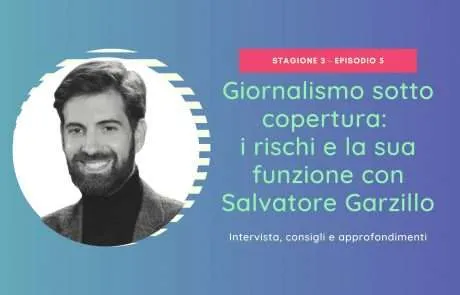 STAGIONE 3 - EPISODIO 5
Giornalismo sotto
copertura:
i rischi e la sua
funzione con
Salvatore Garzillo
Intervista, consigli e approfondimenti